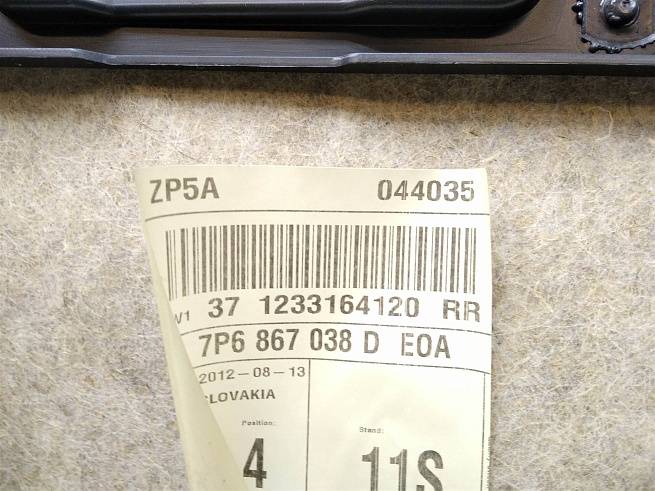 ZP5A 044035
V1 37 1233164120 RR
7P6 867 038 D EOA
2012-08-13
SLOVAKIA
Position: Stand:
4 11S